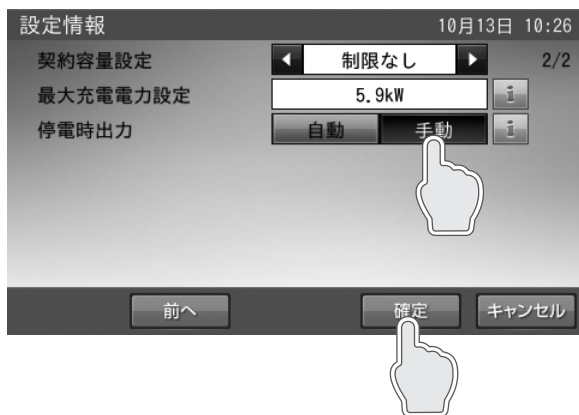 設定情報 10月13日 10:26
契約容量設定 ◀ 制限なし ▶ 2/2
最大充電電力設定 5.9kW i
停電時出力 自動 手動 i
前へ 確定 キャンセル